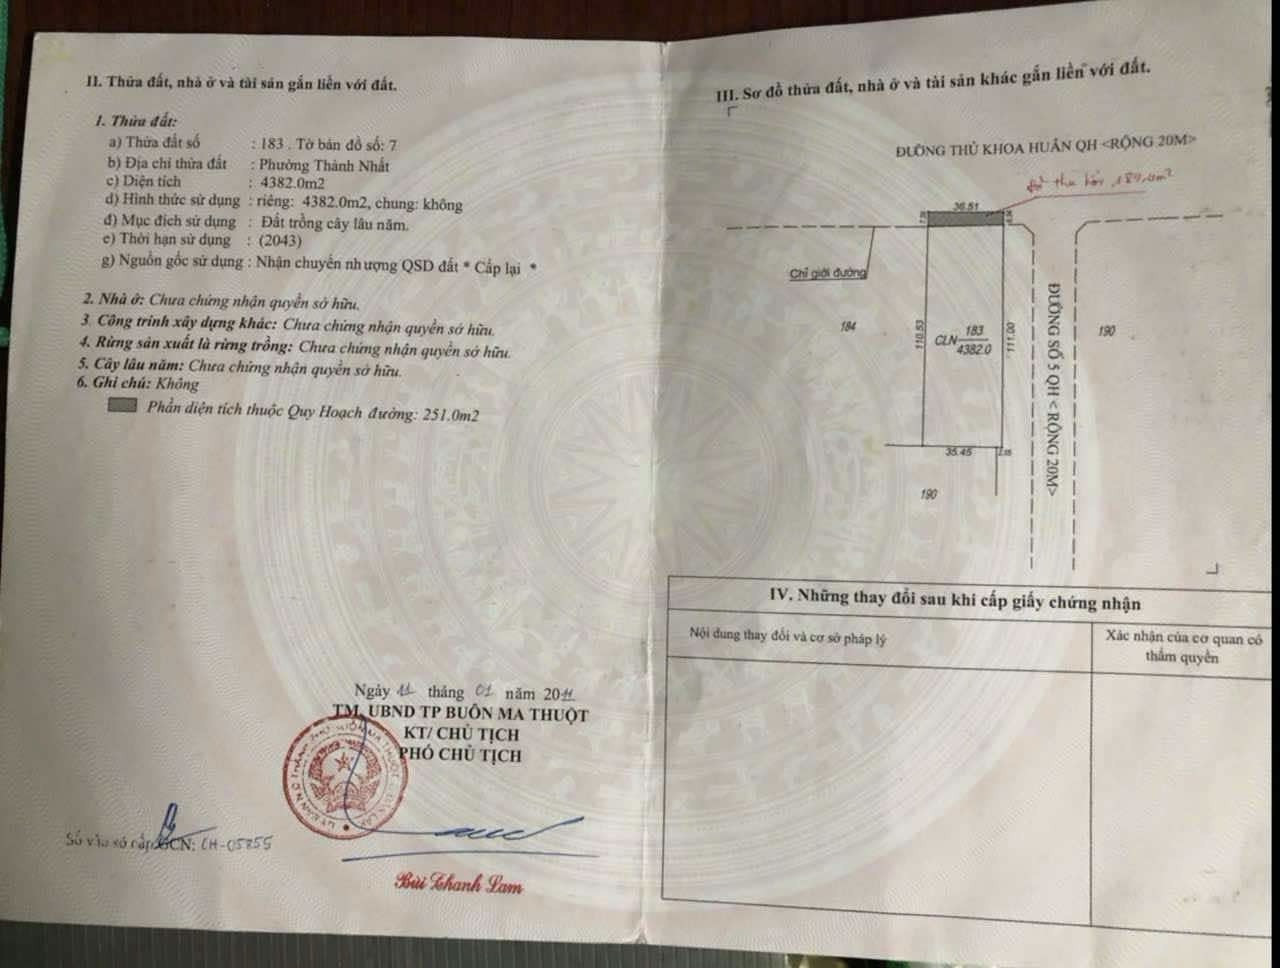 II. Thửa đất, nhà ở và tài sản gắn liền với đất.
1. Thửa đất:
a) Thửa đất số : 183 . Tờ bản đồ số: 7
b) Địa chỉ thửa đất : Phường Thành Nhất
c) Diện tích : 4382.0m2
d) Hình thức sử dụng : riêng: 4382.0m2, chung: không
đ) Mục đích sử dụng : Đất trồng cây lâu năm.
e) Thời hạn sử dụng : (2043)
g) Nguồn gốc sử dụng : Nhận chuyển nhượng QSD đất * Cấp lại *
2. Nhà ở: Chưa chứng nhận quyền sở hữu.
3. Công trình xây dựng khác: Chưa chứng nhận quyền sở hữu.
4. Rừng sản xuất là rừng trồng: Chưa chứng nhận quyền sở hữu.
5. Cây lâu năm: Chưa chứng nhận quyền sở hữu.
6. Ghi chú: Không
Phần diện tích thuộc Quy Hoạch đường: 251.0m2
Ngày 11 tháng 01 năm 2011
TM. UBND TP BUÔN MA THUỘT
KT/ CHỦ TỊCH
PHÓ CHỦ TỊCH
Số vào sổ cấp GCN: CH-05855
Bùi Thanh Lam
III. Sơ đồ thửa đất, nhà ở và tài sản khác gắn liền với đất.
ĐƯỜNG THỦ KHOA HUÂN QH <RỘNG 20M>
36.51
Chỉ giới đường
184
110.53
CLN 183
4382.0
111.00
ĐƯỜNG SỐ 5 QH < RỘNG 20M>
190
35.45
190
IV. Những thay đổi sau khi cấp giấy chứng nhận
Nội dung thay đổi và cơ sở pháp lý
Xác nhận của cơ quan có
thẩm quyền